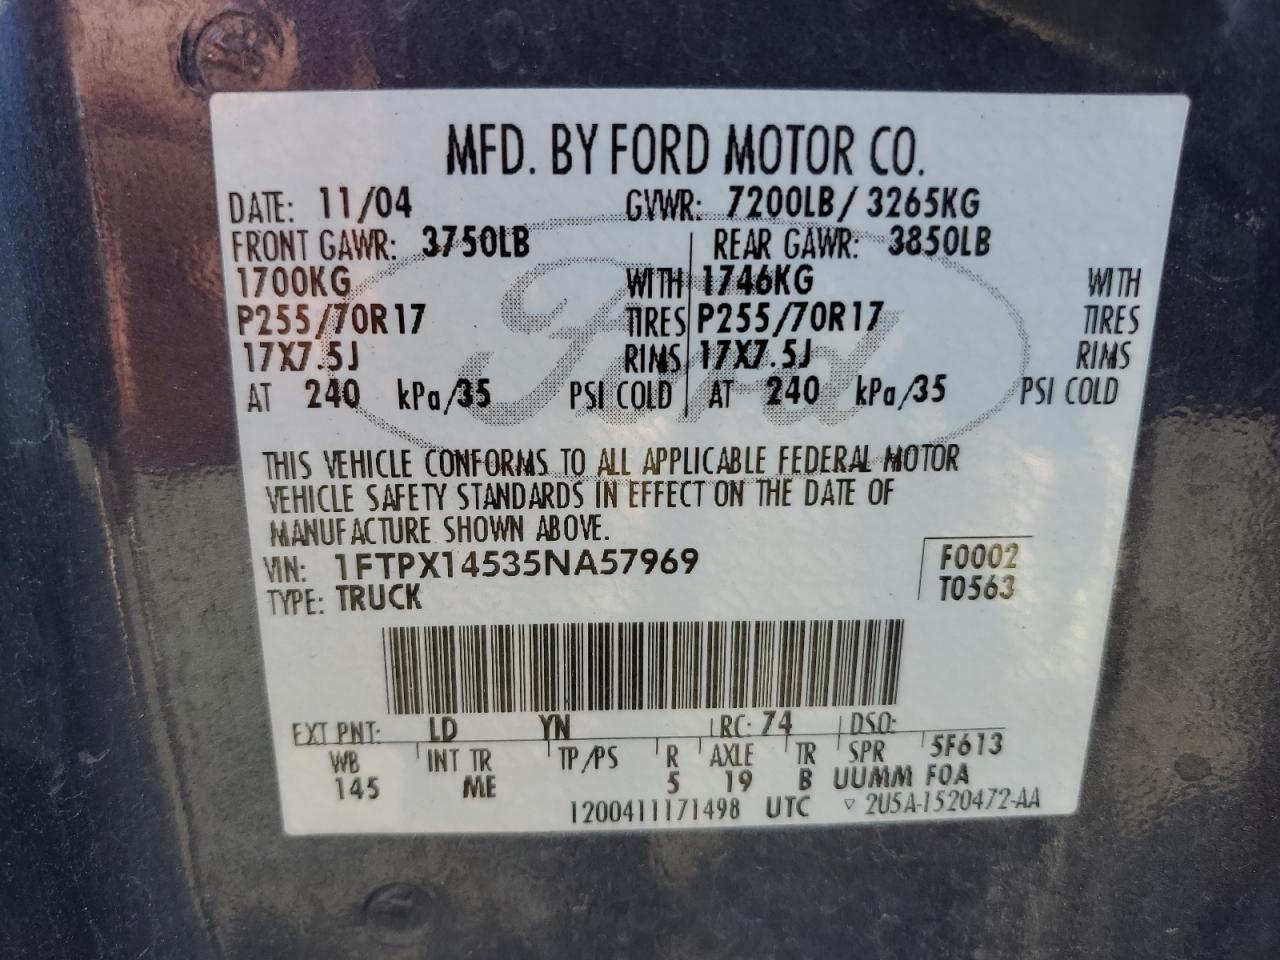 MFD. BY FORD MOTOR CO.
DATE: 11/04 GVWR: 7200LB/ 3265KG
FRONT GAWR: 3750LB REAR GAWR: 3850LB
1700KG WITH 1746KG WITH
P255/70R17 TIRES P255/70R17 TIRES
17X7.5J RIMS 17X7.5J RIMS
AT 240 kPa/35 PSI COLD AT 240 kPa/35 PSI COLD
Ford
THIS VEHICLE CONFORMS TO ALL APPLICABLE FEDERAL MOTOR
VEHICLE SAFETY STANDARDS IN EFFECT ON THE DATE OF
MANUFACTURE SHOWN ABOVE.
VIN: 1FTPX14535NA57969 F0002
TYPE: TRUCK T0563
EXT PNT: LD YN RC: 74 DSO:
WB INT TR TP/PS R AXLE TR SPR 5F613
145 ME 5 19 B UUMM FOA
1200411171498 UTC ▽ 2U5A-1520472-AA